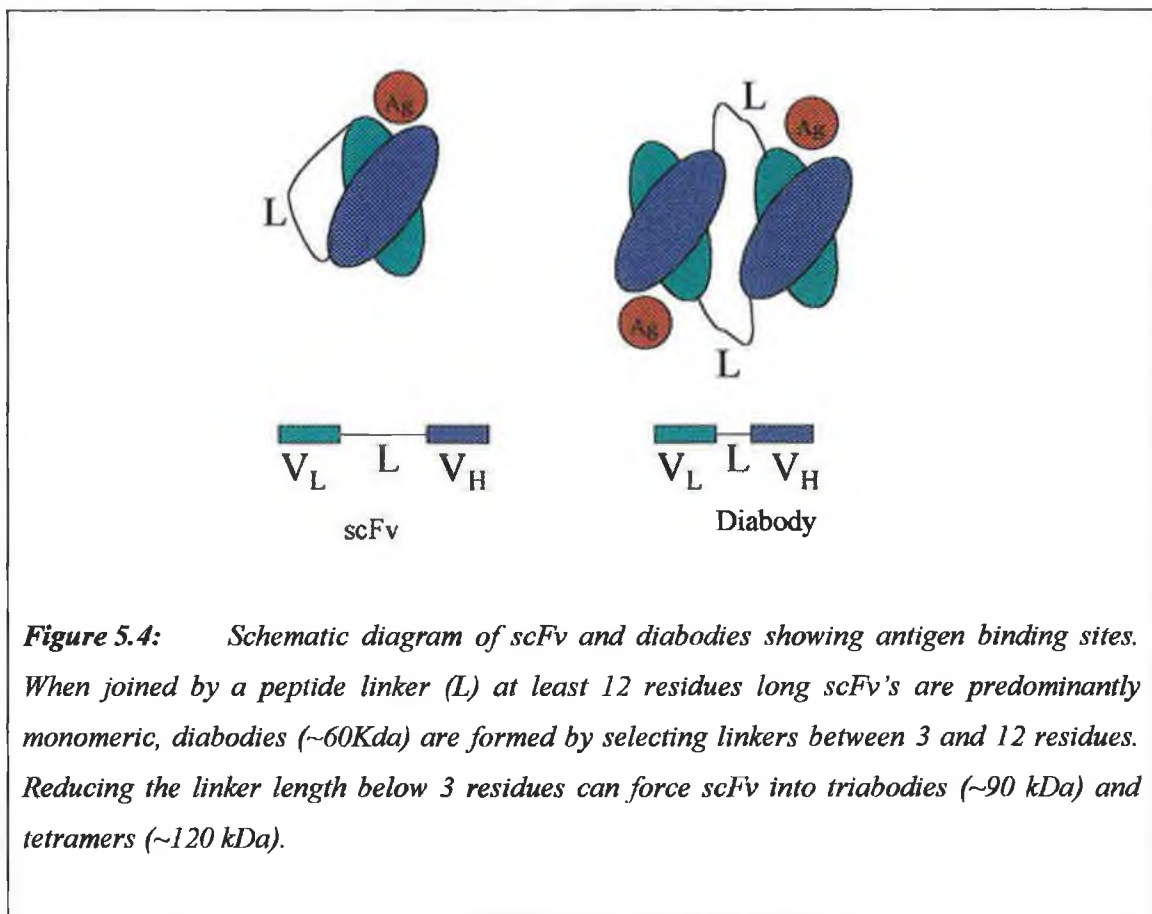 Ag
L
L
Ag
Ag
L
V_L L V_H
scFv
V_L L V_H
Diabody
Figure 5.4: Schematic diagram of scFv and diabodies showing antigen binding sites.
When joined by a peptide linker (L) at least 12 residues long scFv's are predominantly
monomeric, diabodies (~60Kda) are formed by selecting linkers between 3 and 12 residues.
Reducing the linker length below 3 residues can force scFv into triabodies (~90 kDa) and
tetramers (~120 kDa).